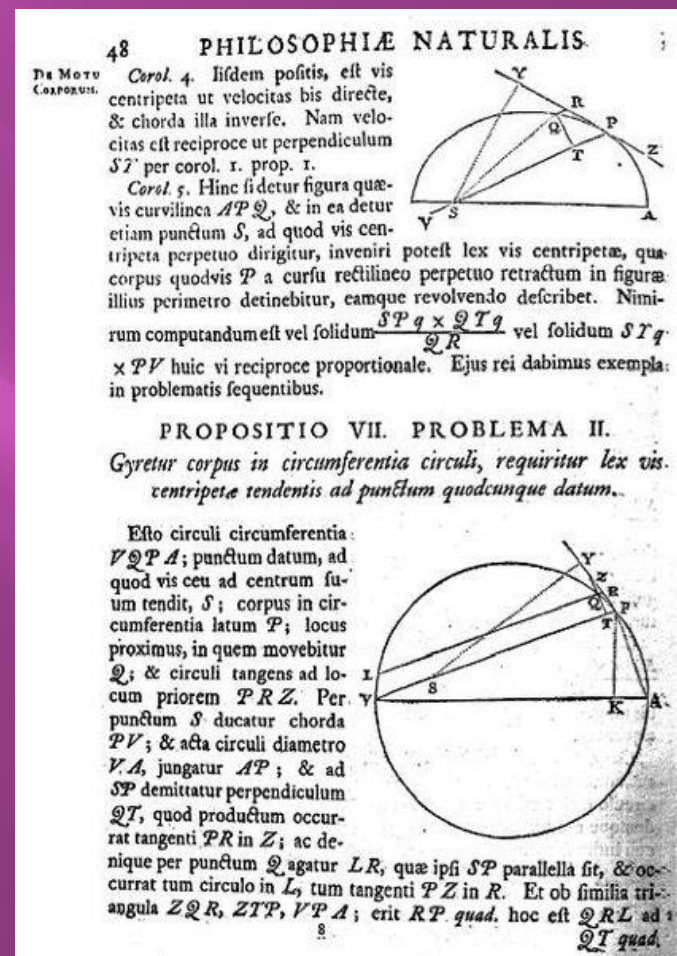 48 PHILOSOPHIÆ NATURALIS
DE MOTU
CORPORUM.
Corol. 4. Iiſdem poſitis, eſt vis
centripeta ut velocitas bis directe,
& chorda illa inverſe. Nam velo-
citas eſt reciproce ut perpendiculum
SY per corol. 1. prop. 1.
Corol. 5. Hinc ſi detur figura quæ-
vis curvilinea APQ, & in ea detur
etiam punctum S, ad quod vis cen-
tripeta perpetuo dirigitur, inveniri poteſt lex vis centripetæ, qua
corpus quodvis P a curſu rectilineo perpetuo retractum in figuræ
illius perimetro detinebitur, eamque revolvendo deſcribet. Nimi-
rum computandum eſt vel ſolidum SPq × QTq / QR vel ſolidum SYq
× PV huic vi reciproce proportionale. Ejus rei dabimus exempla
in problematis ſequentibus.
Y
R
Q
P
T
Z
S
V
A
PROPOSITIO VII. PROBLEMA II.
Gyretur corpus in circumferentia circuli, requiritur lex vis
centripetæ tendentis ad punctum quodcunque datum.
Eſto circuli circumferentia
VQPA; punctum datum, ad
quod vis ceu ad centrum ſu-
um tendit, S; corpus in cir-
cumferentia latum P; locus
proximus, in quem movebitur
Q; & circuli tangens ad lo-
cum priorem PRZ. Per
punctum S ducatur chorda
PV; & acta circuli diametro
VA, jungatur AP; & ad
SP demittatur perpendiculum
QT, quod productum occur-
rat tangenti PR in Z; ac de-
nique per punctum Q agatur LR, quæ ipſi SP parallela ſit, & oc-
currat tum circulo in L, tum tangenti PZ in R. Et ob ſimilia tri-
angula ZQR, ZTP, VPA; erit RP quad. hoc eſt QRL ad
QT quad.
Y
Z
R
Q
P
T
L
S
V
K
A
8